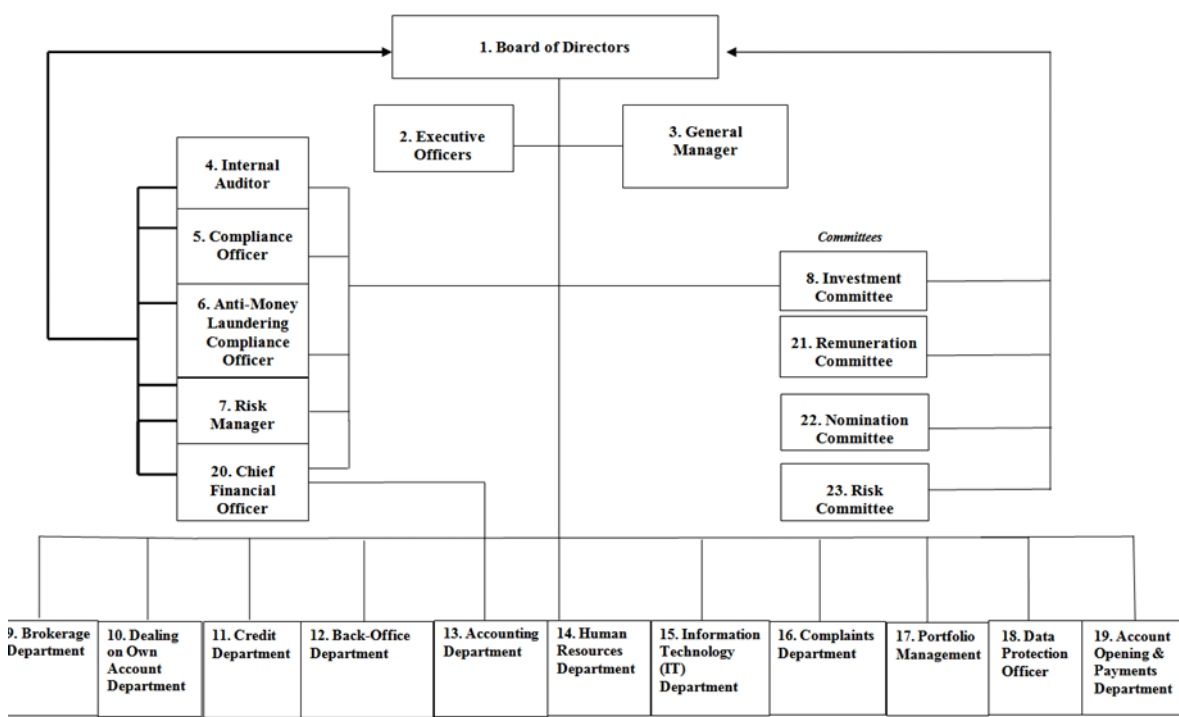 1. Board of Directors
2. Executive
Officers
3. General
Manager
4. Internal
Auditor
5. Compliance
Officer
6. Anti-Money
Laundering
Compliance
Officer
7. Risk
Manager
20. Chief
Financial
Officer
Committees
8. Investment
Committee
21. Remuneration
Committee
22. Nomination
Committee
23. Risk
Committee
9. Brokerage
Department
10. Dealing
on Own
Account
Department
11. Credit
Department
12. Back-Office
Department
13. Accounting
Department
14. Human
Resources
Department
15. Information
Technology
(IT)
Department
16. Complaints
Department
17. Portfolio
Management
18. Data
Protection
Officer
19. Account
Opening &
Payments
Department